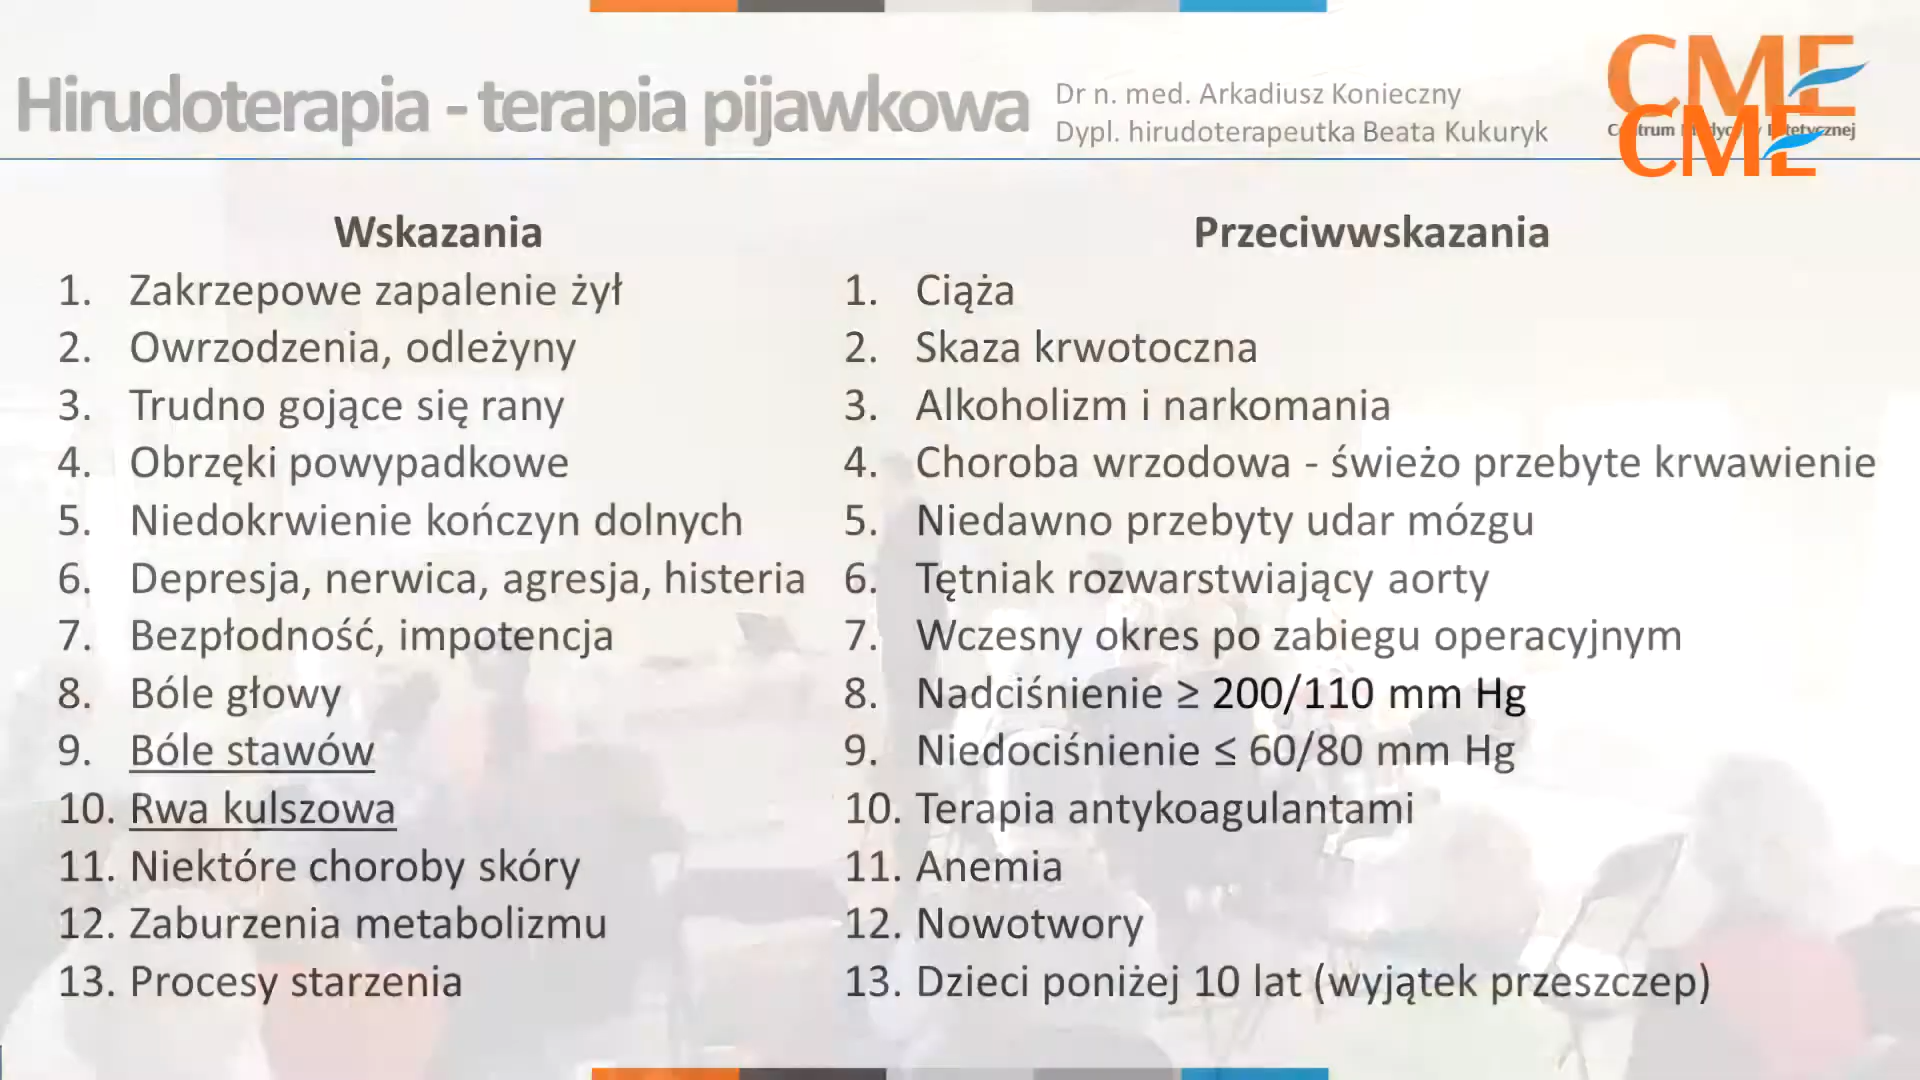 Hirudoterapia - terapia pijawkowa
Dr n. med. Arkadiusz Konieczny
Dypl. hirudoterapeutka Beata Kukuryk
CME
CME
Wskazania
1. Zakrzepowe zapalenie żył
2. Owrzodzenia, odleżyny
3. Trudno gojące się rany
4. Obrzęki powypadkowe
5. Niedokrwienie kończyn dolnych
6. Depresja, nerwica, agresja, histeria
7. Bezpłodność, impotencja
8. Bóle głowy
9. Bóle stawów
10. Rwa kulszowa
11. Niektóre choroby skóry
12. Zaburzenia metabolizmu
13. Procesy starzenia
Przeciwwskazania
1. Ciąża
2. Skaza krwotoczna
3. Alkoholizm i narkomania
4. Choroba wrzodowa - świeżo przebyte krwawienie
5. Niedawno przebyty udar mózgu
6. Tętniak rozwarstwiający aorty
7. Wczesny okres po zabiegu operacyjnym
8. Nadciśnienie ≥ 200/110 mm Hg
9. Niedociśnienie ≤ 60/80 mm Hg
10. Terapia antykoagulantami
11. Anemia
12. Nowotwory
13. Dzieci poniżej 10 lat (wyjątek przeszczep)